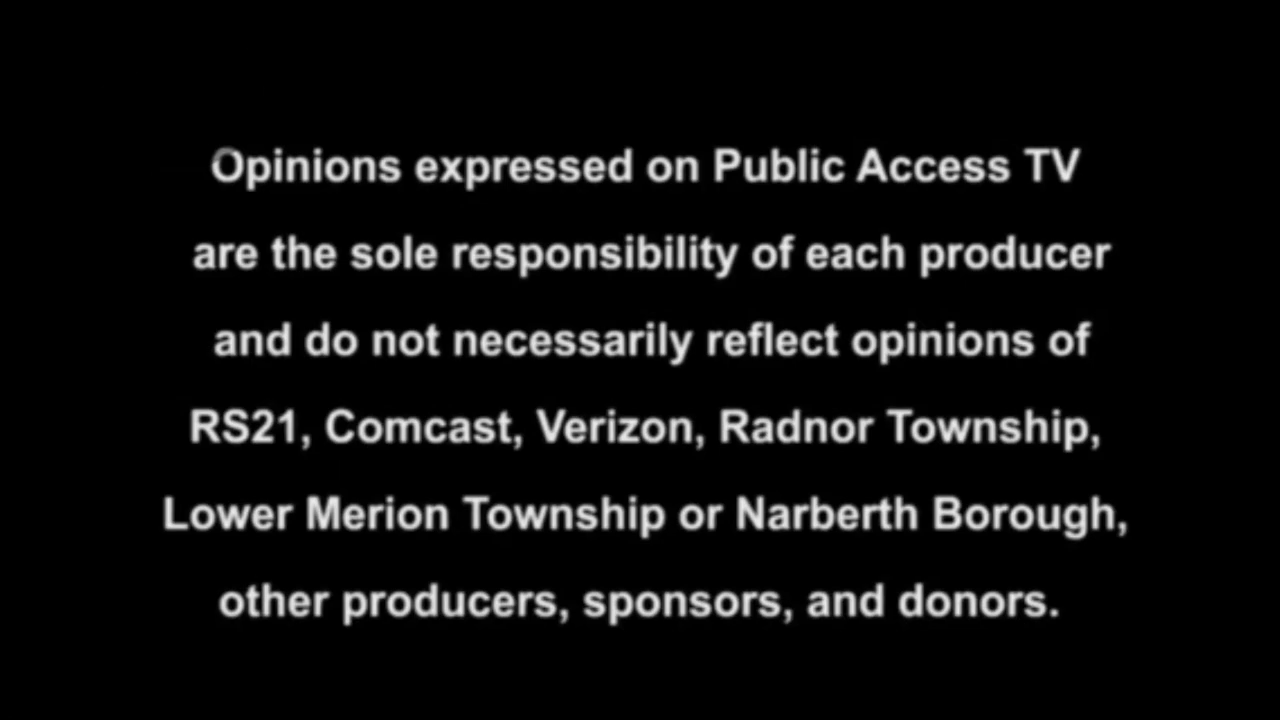 Opinions expressed on Public Access TV
are the sole responsibility of each producer
and do not necessarily reflect opinions of
RS21, Comcast, Verizon, Radnor Township,
Lower Merion Township or Narberth Borough,
other producers, sponsors, and donors.